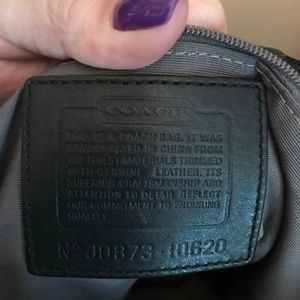 COACH
THIS IS A COACH BAG. IT WAS
HANDCRAFTED IN CHINA FROM
THE FINEST MATERIALS TRIMMED
WITH GENUINE LEATHER. ITS
SUPERIOR CRAFTSMANSHIP AND
ATTENTION TO DETAIL REFLECT
OUR COMMITMENT TO ENDURING
QUALITY.
Nº J0873-10620